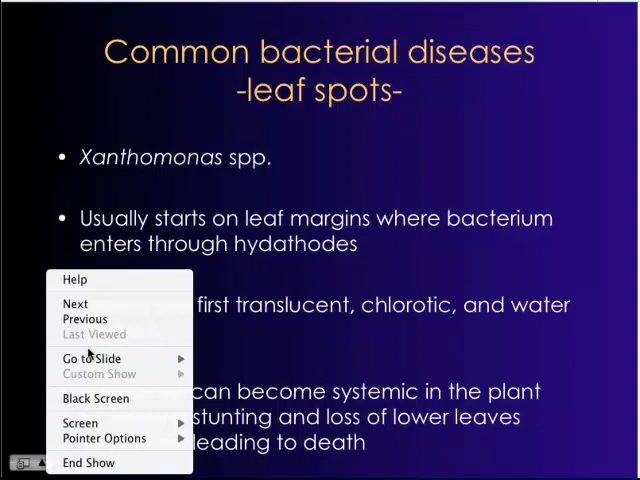 Common bacterial diseases
-leaf spots-
• Xanthomonas spp.
• Usually starts on leaf margins where bacterium
enters through hydathodes
first translucent, chlorotic, and water
can become systemic in the plant
stunting and loss of lower leaves
leading to death
Help
Next
Previous
Last Viewed
Go to Slide
Custom Show
Black Screen
Screen
Pointer Options
End Show